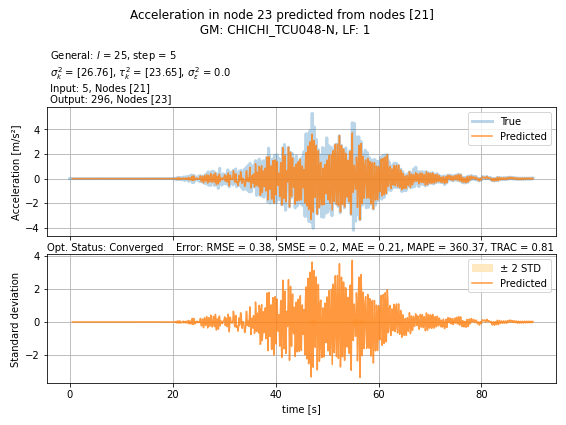 Acceleration in node 23 predicted from nodes [21]
GM: CHICHI_TCU048-N, LF: 1
General: l = 25, step = 5
σ²ₖ = [26.76], τ²ₖ = [23.65], σ²ε = 0.0
Input: 5, Nodes [21]
Output: 296, Nodes [23]
Acceleration [m/s²]
4
2
0
−2
−4
True
Predicted
Opt. Status: Converged Error: RMSE = 0.38, SMSE = 0.2, MAE = 0.21, MAPE = 360.37, TRAC = 0.81
Standard deviation
4
2
0
−2
± 2 STD
Predicted
0 20 40 60 80
time [s]